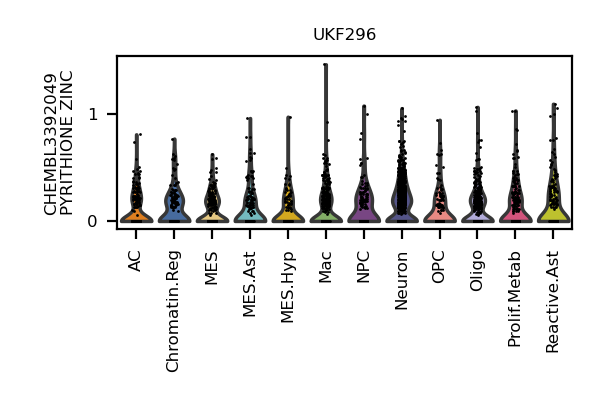 UKF296
CHEMBL3392049
PYRITHIONE ZINC
1
0
AC
Chromatin.Reg
MES
MES.Ast
MES.Hyp
Mac
NPC
Neuron
OPC
Oligo
Prolif.Metab
Reactive.Ast